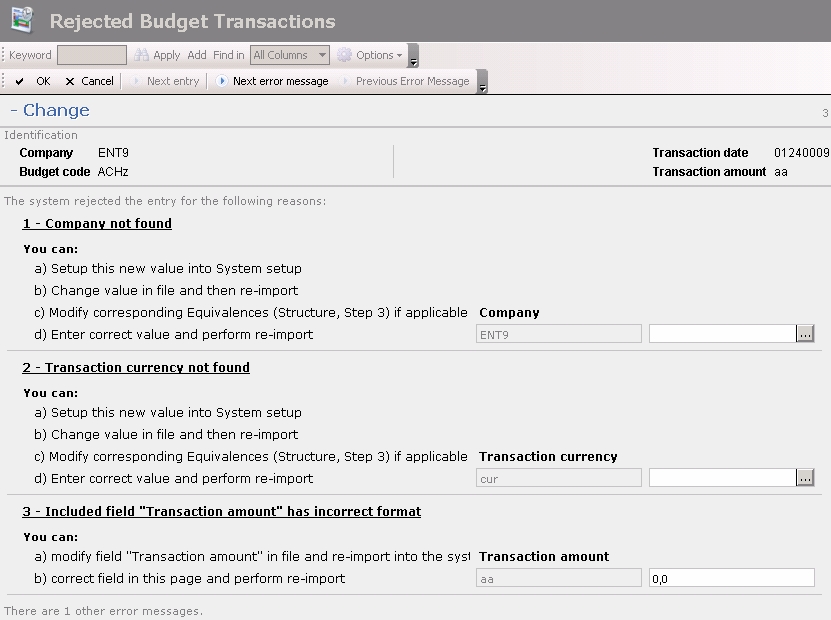 Rejected Budget Transactions
Keyword Apply Add Find in All Columns Options
OK Cancel Next entry Next error message Previous Error Message
- Change 3
Identification
Company ENT9 Transaction date 01240009
Budget code ACHz Transaction amount aa
The system rejected the entry for the following reasons:
1 - Company not found
You can:
a) Setup this new value into System setup
b) Change value in file and then re-import
c) Modify corresponding Equivalences (Structure, Step 3) if applicable Company
d) Enter correct value and perform re-import ENT9 ...
2 - Transaction currency not found
You can:
a) Setup this new value into System setup
b) Change value in file and then re-import
c) Modify corresponding Equivalences (Structure, Step 3) if applicable Transaction currency
d) Enter correct value and perform re-import cur ...
3 - Included field "Transaction amount" has incorrect format
You can:
a) modify field "Transaction amount" in file and re-import into the syst Transaction amount
b) correct field in this page and perform re-import aa 0,0
There are 1 other error messages.